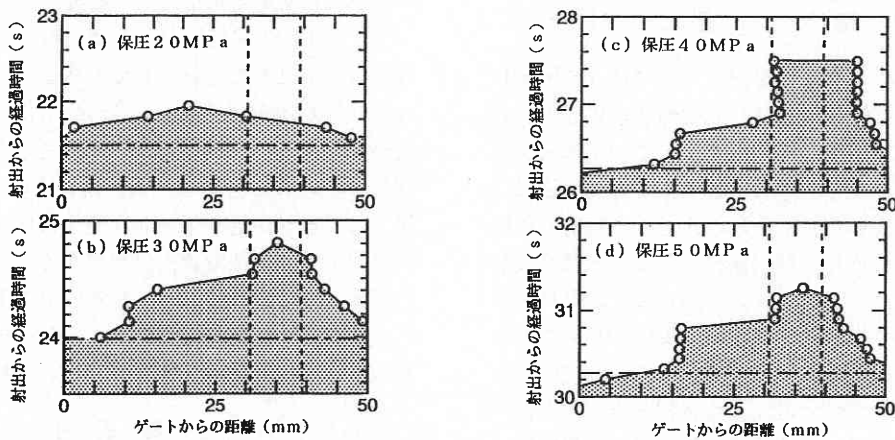 射出からの経過時間（s）
23
22
21
(a) 保圧20MPa
0 25 50
射出からの経過時間（s）
25
24
(b) 保圧30MPa
0 25 50
ゲートからの距離（mm）
射出からの経過時間（s）
28
27
26
(c) 保圧40MPa
0 25 50
射出からの経過時間（s）
32
31
30
(d) 保圧50MPa
0 25 50
ゲートからの距離（mm）